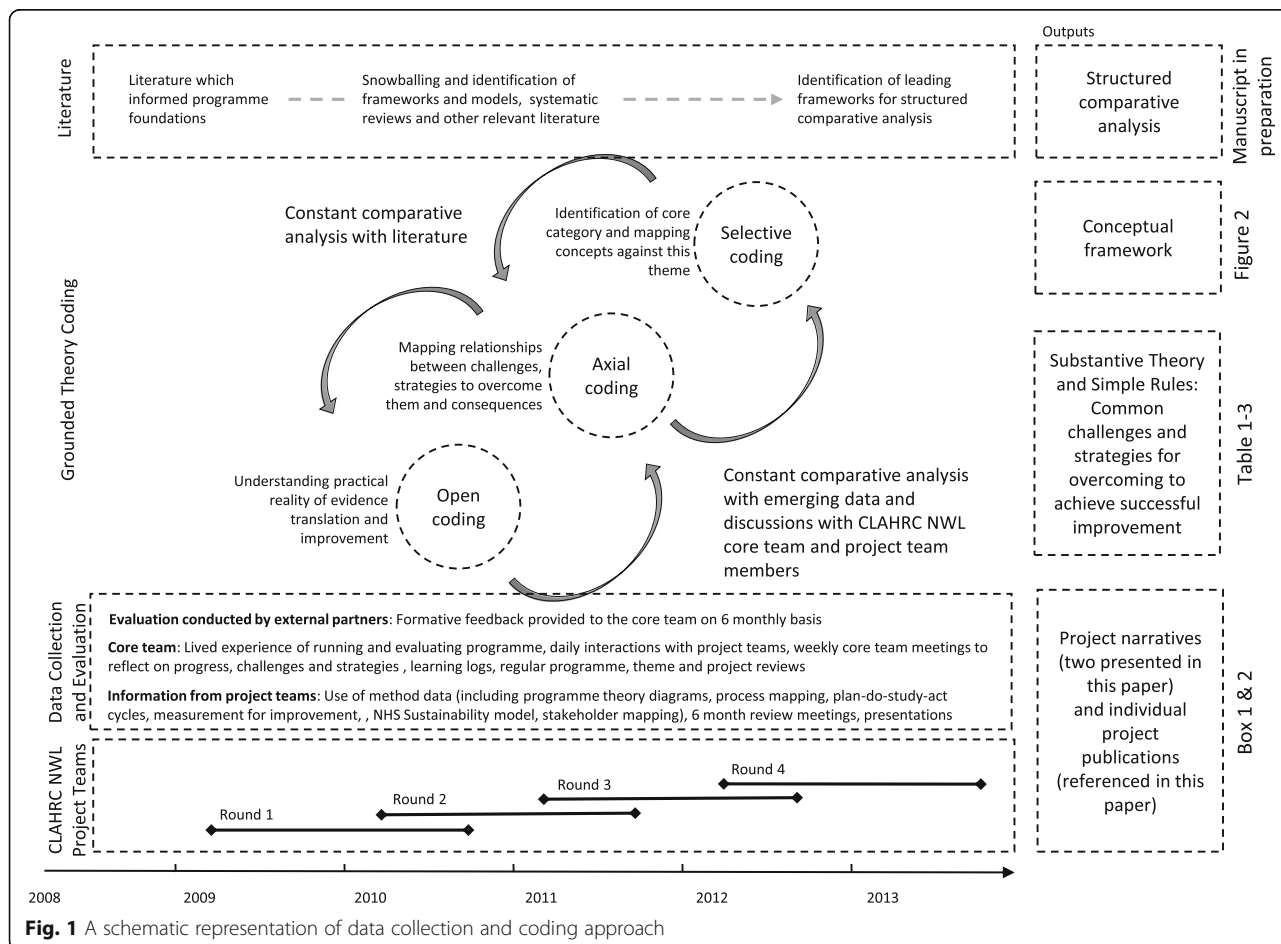 Outputs
Literature
Literature which
informed programme
foundations
Snowballing and identification of
frameworks and models, systematic
reviews and other relevant literature
Identification of leading
frameworks for structured
comparative analysis
Structured
comparative
analysis
Manuscript in
preparation
Grounded Theory Coding
Constant comparative
analysis with literature
Identification of core
category and mapping
concepts against this
theme
Selective
coding
Conceptual
framework
Figure 2
Mapping relationships
between challenges,
strategies to overcome
them and consequences
Axial
coding
Substantive Theory
and Simple Rules:
Common
challenges and
strategies for
overcoming to
achieve successful
improvement
Table 1-3
Understanding practical
reality of evidence
translation and
improvement
Open
coding
Constant comparative analysis
with emerging data and
discussions with CLAHRC NWL
core team and project team
members
Data Collection
and Evaluation
Evaluation conducted by external partners: Formative feedback provided to the core team on 6 monthly basis
Core team: Lived experience of running and evaluating programme, daily interactions with project teams, weekly core team meetings to
reflect on progress, challenges and strategies , learning logs, regular programme, theme and project reviews
Information from project teams: Use of method data (including programme theory diagrams, process mapping, plan-do-study-act
cycles, measurement for improvement, , NHS Sustainability model, stakeholder mapping), 6 month review meetings, presentations
Project narratives
(two presented in
this paper)
and individual
project
publications
(referenced in this
paper)
Box 1 & 2
CLAHRC NWL
Project Teams
Round 1
Round 2
Round 3
Round 4
2008
2009
2010
2011
2012
2013
Fig. 1 A schematic representation of data collection and coding approach